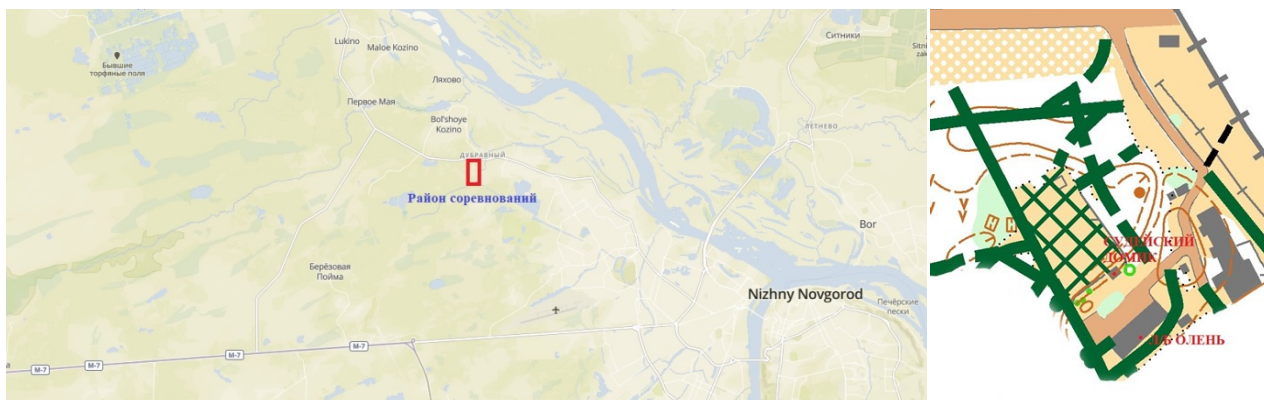 Lukino
Maloe Kozino
Ситники
Бывшие
торфяные поля
Ляхово
Первое Мая
Bol'shoye
Kozino
ЛЕТНЕВО
ДУБРАВНЫЙ
Район соревнований
Bor
Берёзовая
Пойма
Nizhny Novgorod
Печёрские
пески
М-7
М-7
М-7
М-7
СУДЕЙСКИЙ
ДОМИК
ОЛЕНЬ